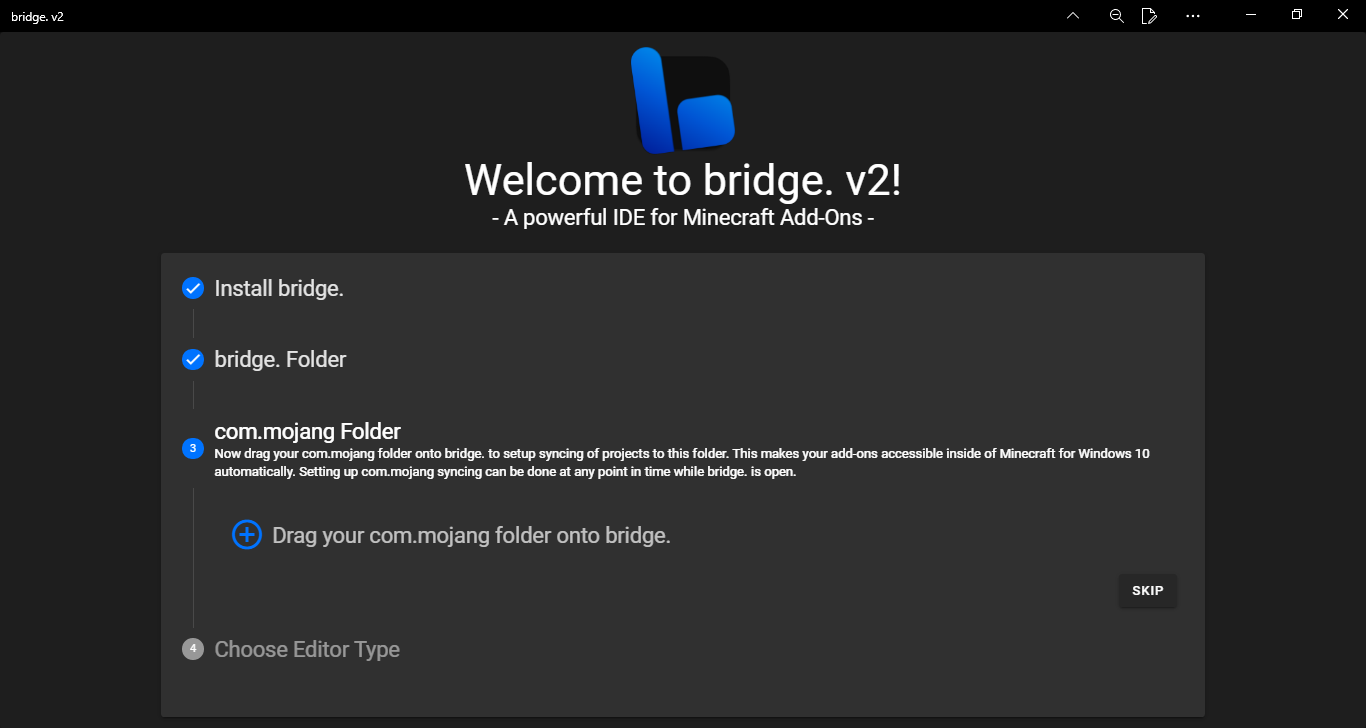 bridge. v2
Welcome to bridge. v2!
- A powerful IDE for Minecraft Add-Ons -
Install bridge.
bridge. Folder
com.mojang Folder
3
Now drag your com.mojang folder onto bridge. to setup syncing of projects to this folder. This makes your add-ons accessible inside of Minecraft for Windows 10
automatically. Setting up com.mojang syncing can be done at any point in time while bridge. is open.
Drag your com.mojang folder onto bridge.
SKIP
4 Choose Editor Type